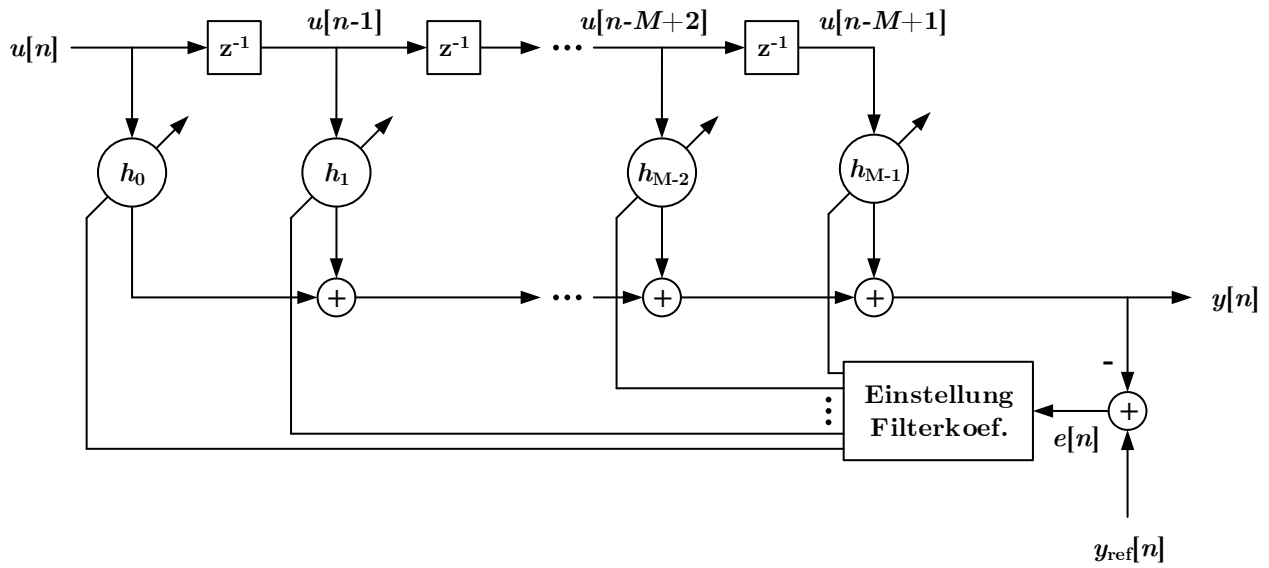 u[n]
z-1
u[n-1]
z-1
...
u[n-M+2]
z-1
u[n-M+1]
h0
h1
hM-2
hM-1
+
...
+
+
y[n]
-
Einstellung
Filterkoef.
+
e[n]
yref[n]